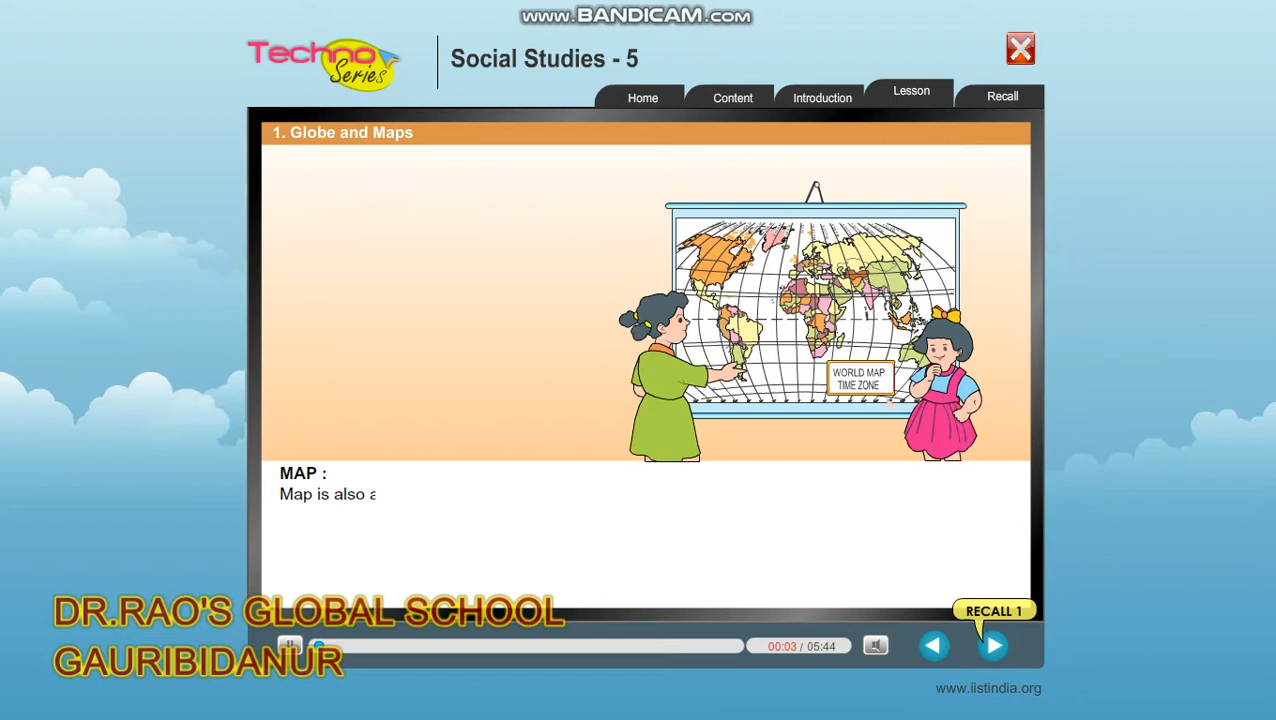 www.BANDICAM.com
Techno Series
Social Studies - 5
Home
Content
Introduction
Lesson
Recall
1. Globe and Maps
WORLD MAP
TIME ZONE
MAP :
Map is also a
DR.RAO'S GLOBAL SCHOOL
GAURIBIDANUR
RECALL 1
00:03 / 05:44
www.iistindia.org